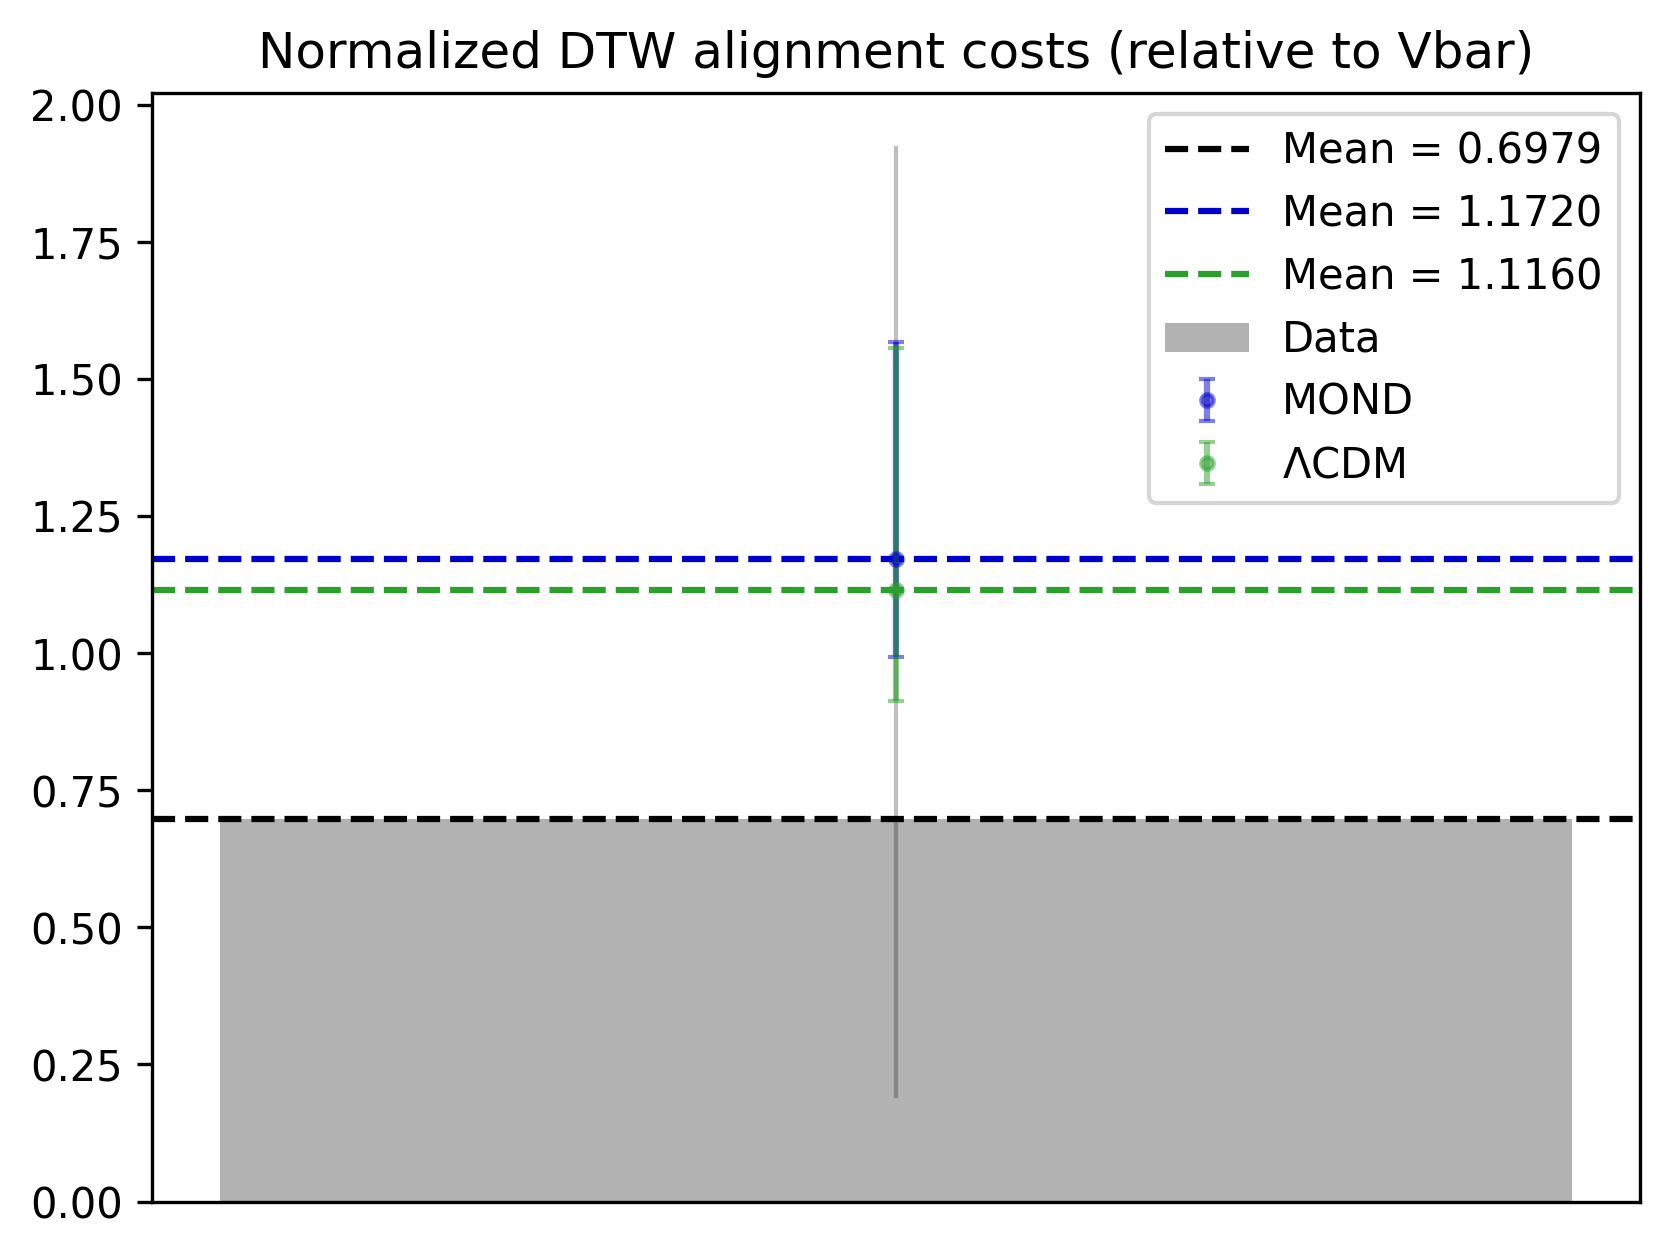 Normalized DTW alignment costs (relative to Vbar)
2.00
1.75
1.50
1.25
1.00
0.75
0.50
0.25
0.00
Mean = 0.6979
Mean = 1.1720
Mean = 1.1160
Data
MOND
ΛCDM